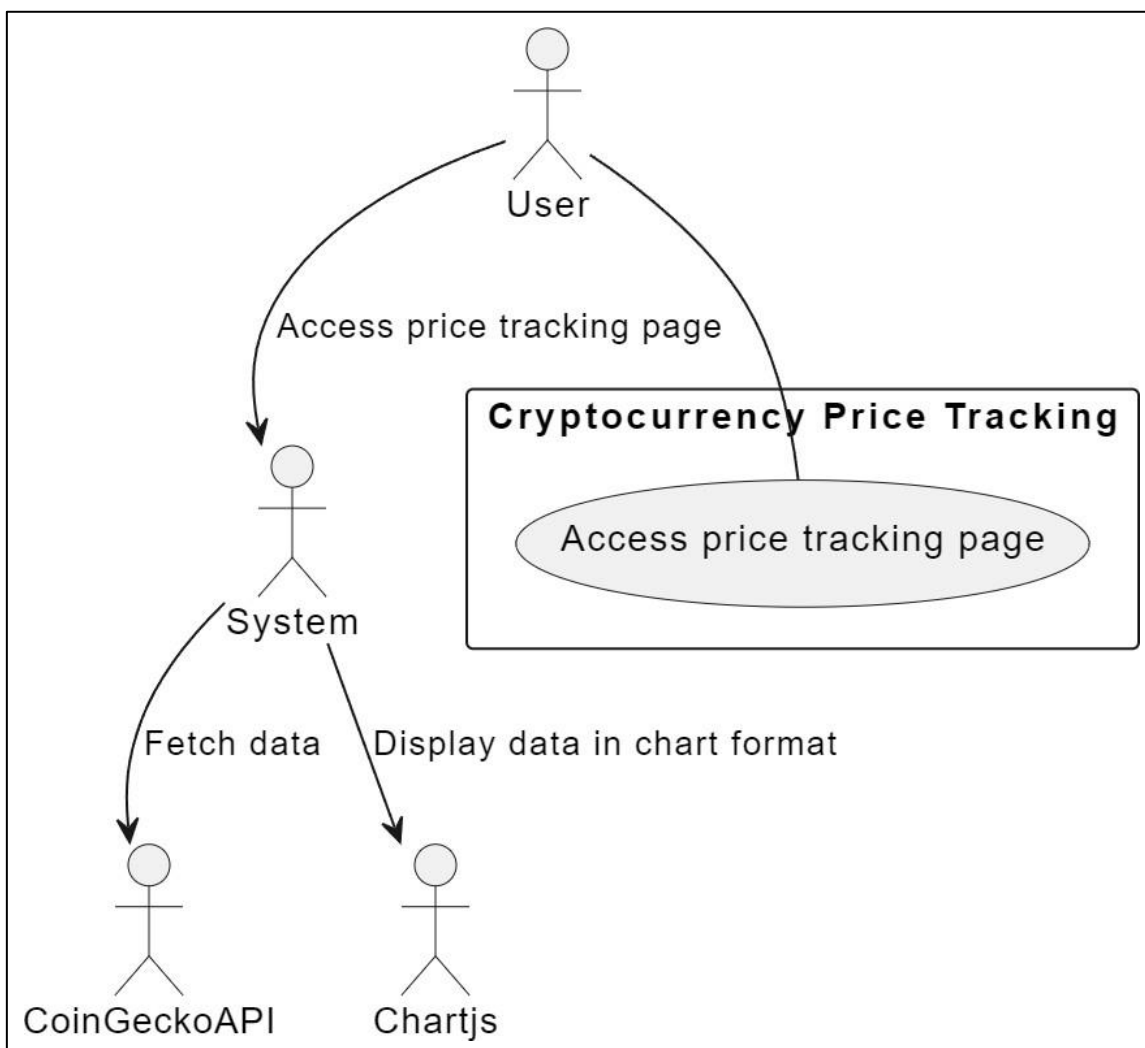 User
Access price tracking page
Cryptocurrency Price Tracking
Access price tracking page
System
Fetch data
Display data in chart format
CoinGeckoAPI
Chartjs